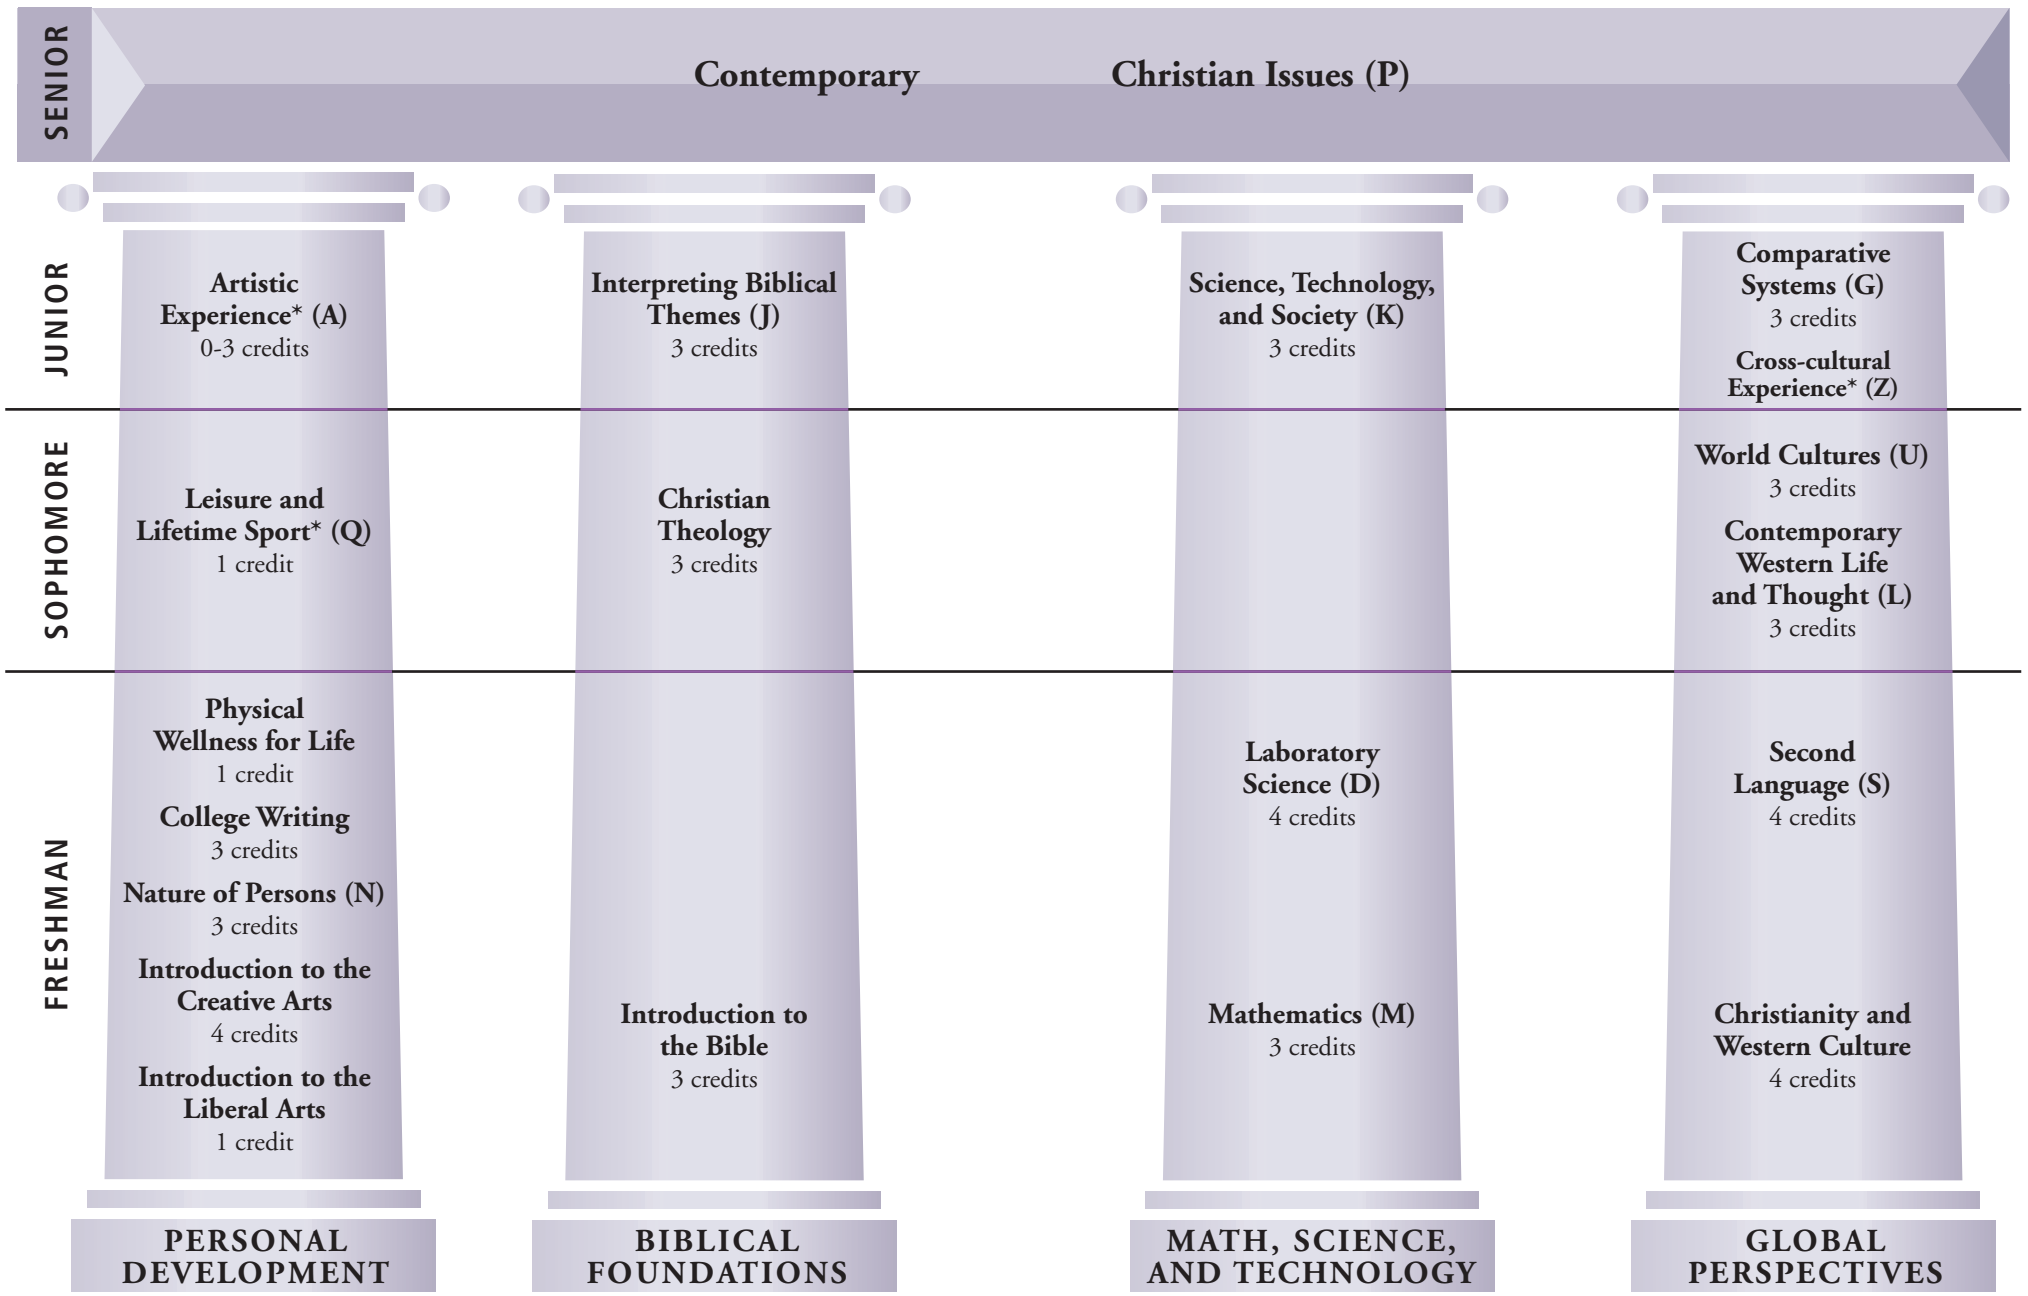 SENIOR
Contemporary Christian Issues (P)
JUNIOR
Artistic
Experience* (A)
0-3 credits
Interpreting Biblical
Themes (J)
3 credits
Science, Technology,
and Society (K)
3 credits
Comparative
Systems (G)
3 credits
Cross-cultural
Experience* (Z)
SOPHOMORE
Leisure and
Lifetime Sport* (Q)
1 credit
Christian
Theology
3 credits
World Cultures (U)
3 credits
Contemporary
Western Life
and Thought (L)
3 credits
FRESHMAN
Physical
Wellness for Life
1 credit
College Writing
3 credits
Nature of Persons (N)
3 credits
Introduction to the
Creative Arts
4 credits
Introduction to the
Liberal Arts
1 credit
Introduction to
the Bible
3 credits
Laboratory
Science (D)
4 credits
Mathematics (M)
3 credits
Second
Language (S)
4 credits
Christianity and
Western Culture
4 credits
PERSONAL
DEVELOPMENT
BIBLICAL
FOUNDATIONS
MATH, SCIENCE,
AND TECHNOLOGY
GLOBAL
PERSPECTIVES